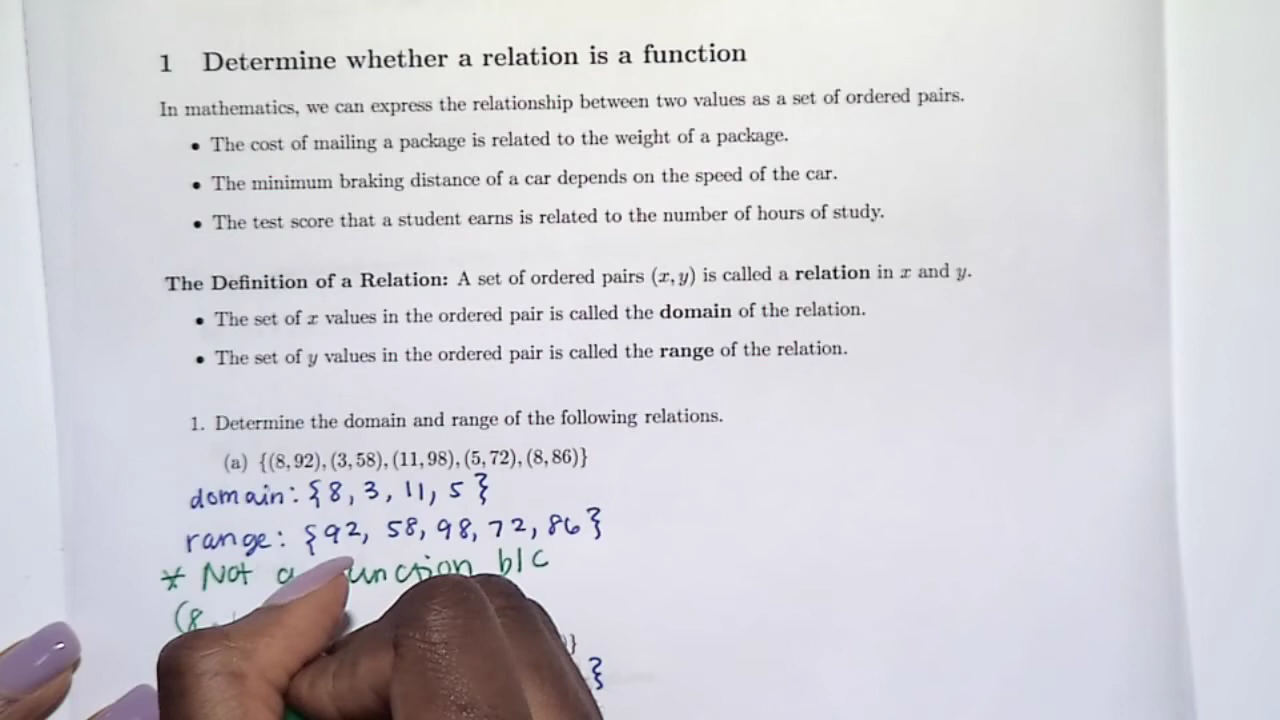 1 Determine whether a relation is a function
In mathematics, we can express the relationship between two values as a set of ordered pairs.
• The cost of mailing a package is related to the weight of a package.
• The minimum braking distance of a car depends on the speed of the car.
• The test score that a student earns is related to the number of hours of study.
The Definition of a Relation: A set of ordered pairs (x, y) is called a relation in x and y.
• The set of x values in the ordered pair is called the domain of the relation.
• The set of y values in the ordered pair is called the range of the relation.
1. Determine the domain and range of the following relations.
(a) {(8, 92), (3, 58), (11, 98), (5, 72), (8, 86)}
domain: {8, 3, 11, 5}
range: {92, 58, 98, 72, 86}
* Not a b/c
(8
)}
}